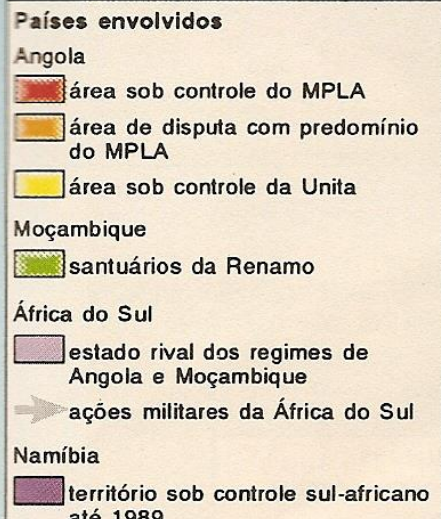 Países envolvidos
Angola
área sob controle do MPLA
área de disputa com predomínio
do MPLA
área sob controle da Unita
Moçambique
santuários da Renamo
África do Sul
estado rival dos regimes de
Angola e Moçambique
ações militares da África do Sul
Namíbia
território sob controle sul-africano
até 1989